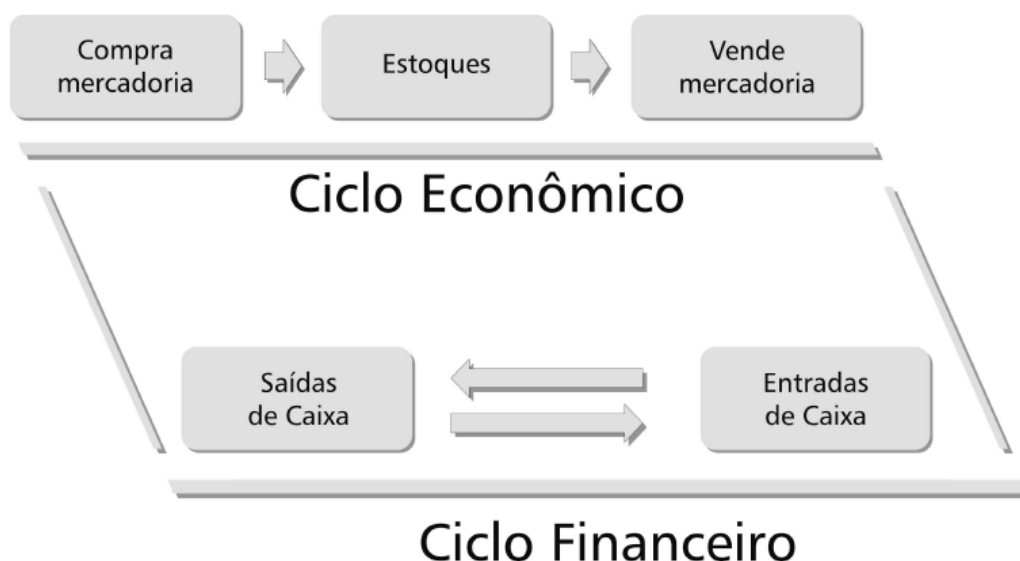 Compra
mercadoria
Estoques
Vende
mercadoria
Ciclo Econômico
Saídas
de Caixa
Entradas
de Caixa
Ciclo Financeiro